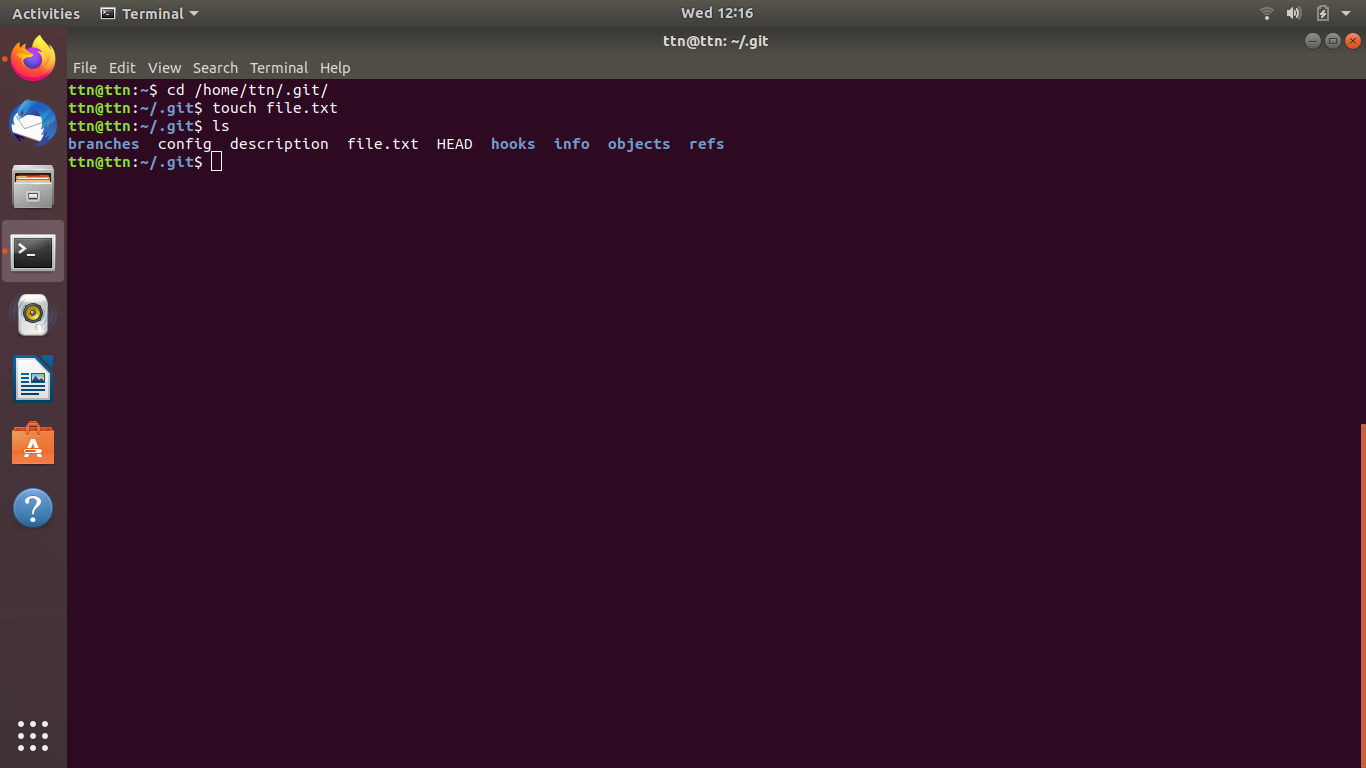 Activities Terminal Wed 12:16
ttn@ttn: ~/.git
File Edit View Search Terminal Help
ttn@ttn:~$ cd /home/ttn/.git/
ttn@ttn:~/.git$ touch file.txt
ttn@ttn:~/.git$ ls
branches config description file.txt HEAD hooks info objects refs
ttn@ttn:~/.git$